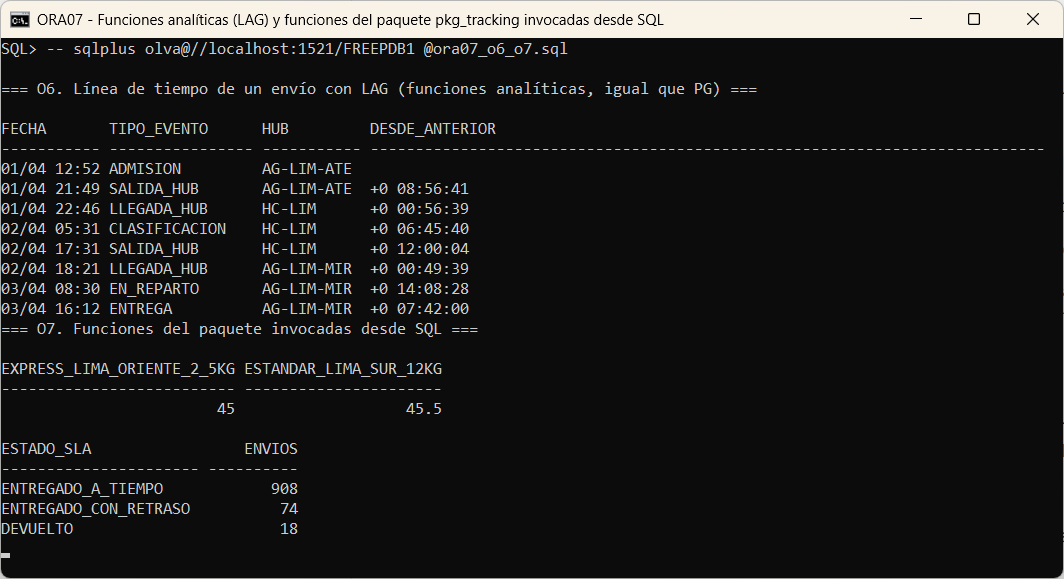 ORA07 - Funciones analíticas (LAG) y funciones del paquete pkg_tracking invocadas desde SQL
SQL> -- sqlplus olva@//localhost:1521/FREEPDB1 @ora07_o6_o7.sql
=== O6. Línea de tiempo de un envío con LAG (funciones analíticas, igual que PG) ===
FECHA       TIPO_EVENTO      HUB         DESDE_ANTERIOR
----------- ---------------- ----------- ---------------------------------------------------------------------------
01/04 12:52 ADMISION         AG-LIM-ATE
01/04 21:49 SALIDA_HUB       AG-LIM-ATE  +0 08:56:41
01/04 22:46 LLEGADA_HUB      HC-LIM      +0 00:56:39
02/04 05:31 CLASIFICACION    HC-LIM      +0 06:45:40
02/04 17:31 SALIDA_HUB       HC-LIM      +0 12:00:04
02/04 18:21 LLEGADA_HUB      AG-LIM-MIR  +0 00:49:39
03/04 08:30 EN_REPARTO       AG-LIM-MIR  +0 14:08:28
03/04 16:12 ENTREGA          AG-LIM-MIR  +0 07:42:00
=== O7. Funciones del paquete invocadas desde SQL ===
EXPRESS_LIMA_ORIENTE_2_5KG ESTANDAR_LIMA_SUR_12KG
-------------------------- ----------------------
                        45                   45.5
ESTADO_SLA                 ENVIOS
---------------------- ----------
ENTREGADO_A_TIEMPO            908
ENTREGADO_CON_RETRASO          74
DEVUELTO                       18